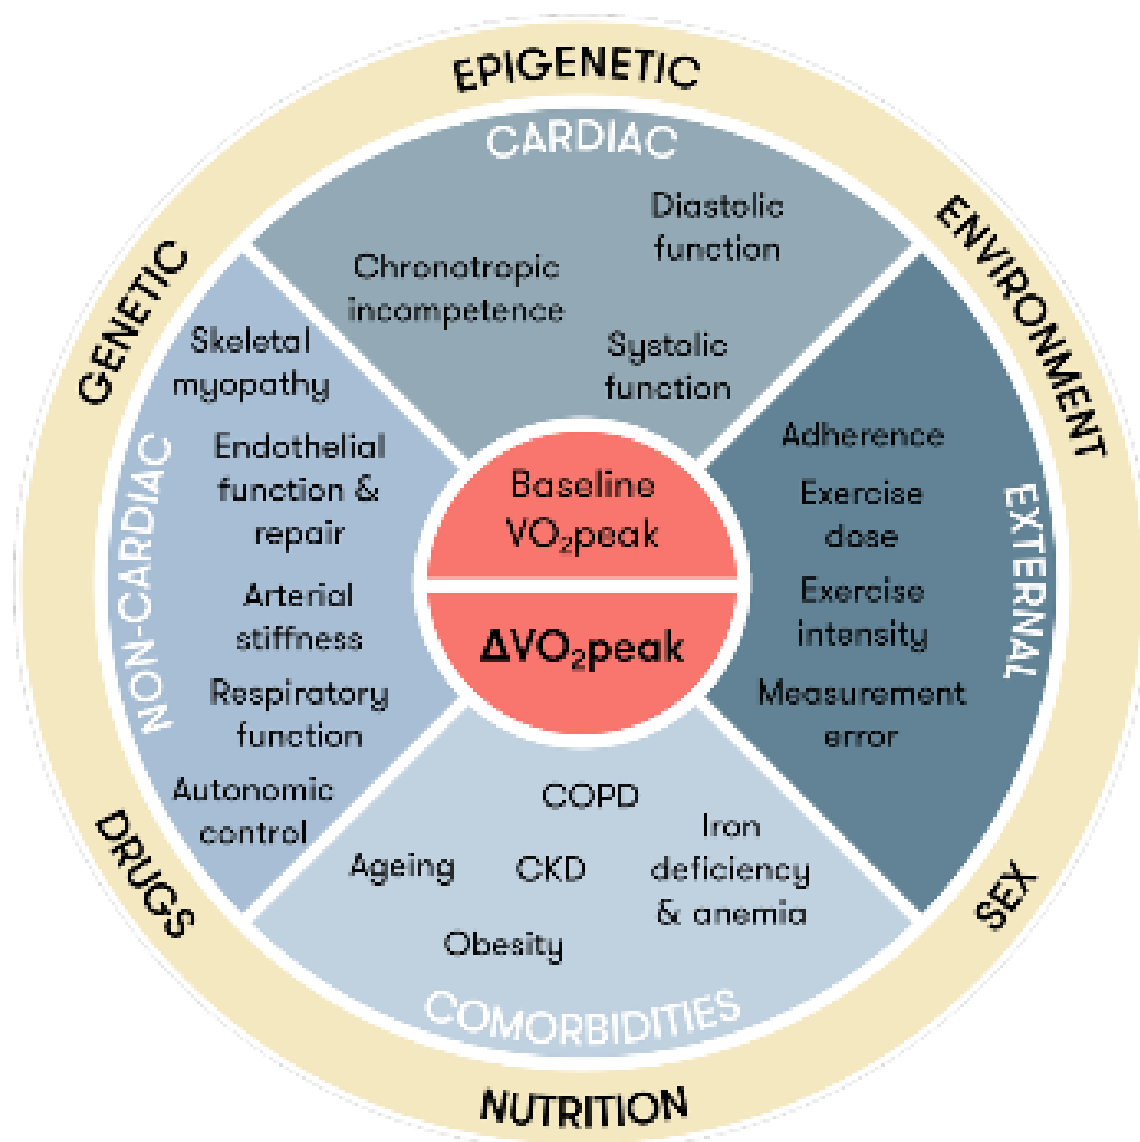 EPIGENETIC
CARDIAC
Diastolic
function
Chronotropic
incompetence
Systolic
function
ENVIRONMENT
EXTERNAL
Adherence
Exercise
dose
Exercise
intensity
Measurement
error
SEX
NUTRITION
COMORBIDITIES
COPD
Iron
deficiency
& anemia
Ageing
CKD
Obesity
DRUGS
GENETIC
NON-CARDIAC
Skeletal
myopathy
Endothelial
function &
repair
Arterial
stiffness
Respiratory
function
Autonomic
control
Baseline
VO₂peak
ΔVO₂peak